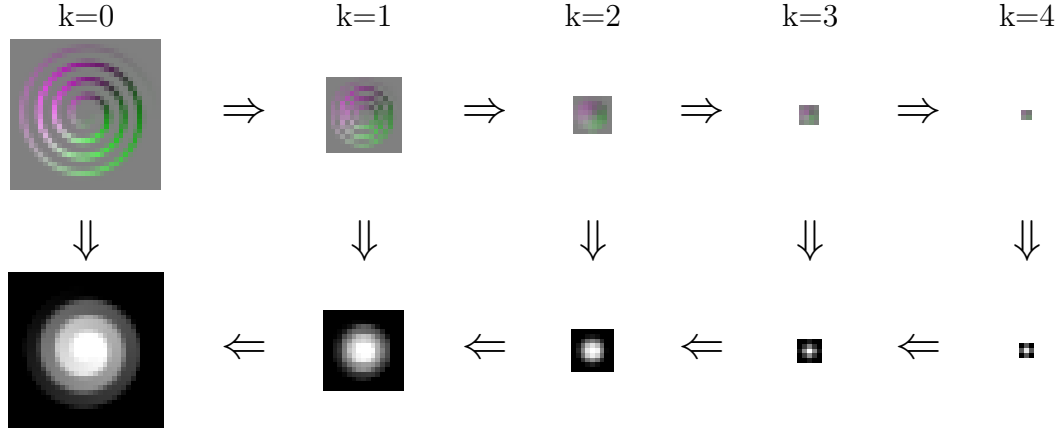 k=0 k=1 k=2 k=3 k=4
⇒ ⇒ ⇒ ⇒
⇓ ⇓ ⇓ ⇓ ⇓
⇐ ⇐ ⇐ ⇐